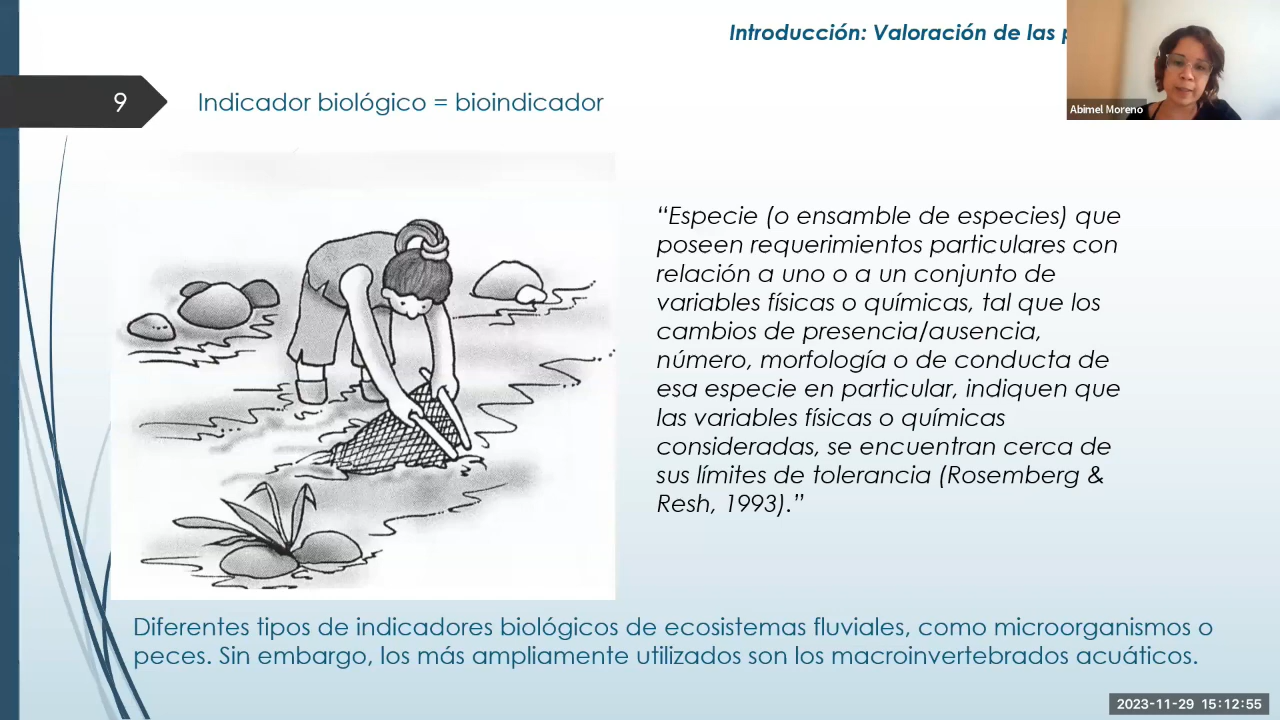 Introducción: Valoración de las
Abimel Moreno
9
Indicador biológico = bioindicador
“Especie (o ensamble de especies) que
poseen requerimientos particulares con
relación a uno o a un conjunto de
variables físicas o químicas, tal que los
cambios de presencia/ausencia,
número, morfología o de conducta de
esa especie en particular, indiquen que
las variables físicas o químicas
consideradas, se encuentran cerca de
sus límites de tolerancia (Rosemberg &
Resh, 1993).”
Diferentes tipos de indicadores biológicos de ecosistemas fluviales, como microorganismos o
peces. Sin embargo, los más ampliamente utilizados son los macroinvertebrados acuáticos.
2023-11-29 15:12:55